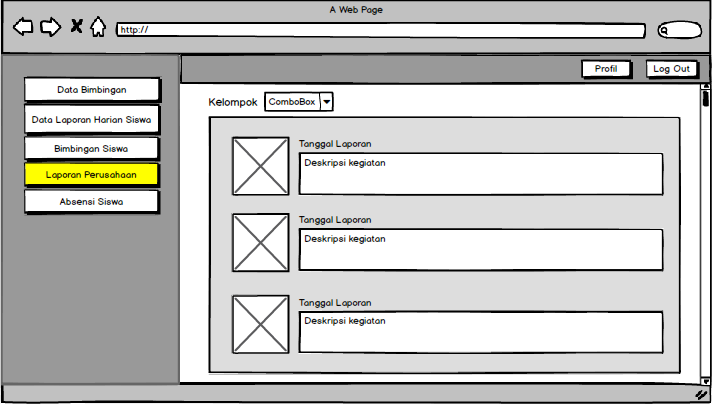 A Web Page
http://
Profil
Log Out
Data Bimbingan
Data Laporan Harian Siswa
Bimbingan Siswa
Laporan Perusahaan
Absensi Siswa
Kelompok ComboBox
Tanggal Laporan
Deskripsi kegiatan
Tanggal Laporan
Deskripsi kegiatan
Tanggal Laporan
Deskripsi kegiatan